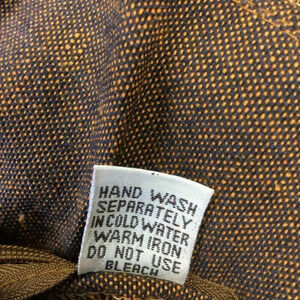 HAND WASH
SEPARATELY
IN COLD WATER
WARM IRON
DO NOT USE
BLEACH